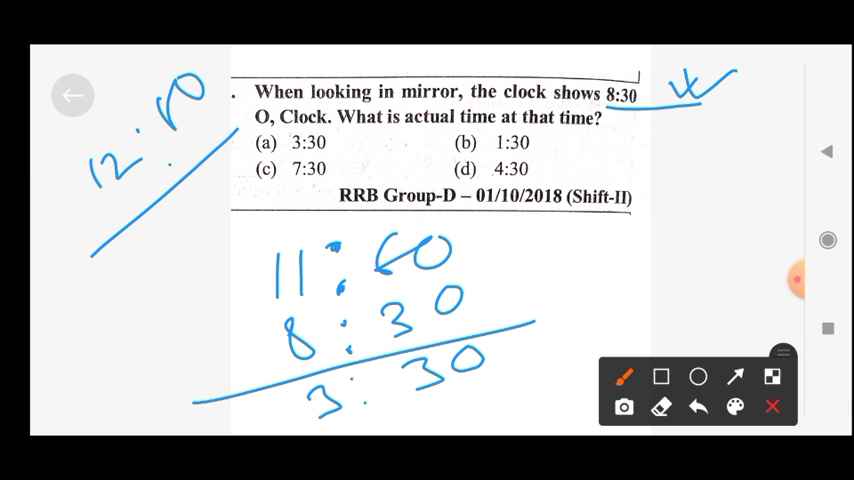 . When looking in mirror, the clock shows 8:30
O, Clock. What is actual time at that time?
(a) 3:30 (b) 1:30
(c) 7:30 (d) 4:30
RRB Group-D – 01/10/2018 (Shift-II)
11:60
8:30
3:30